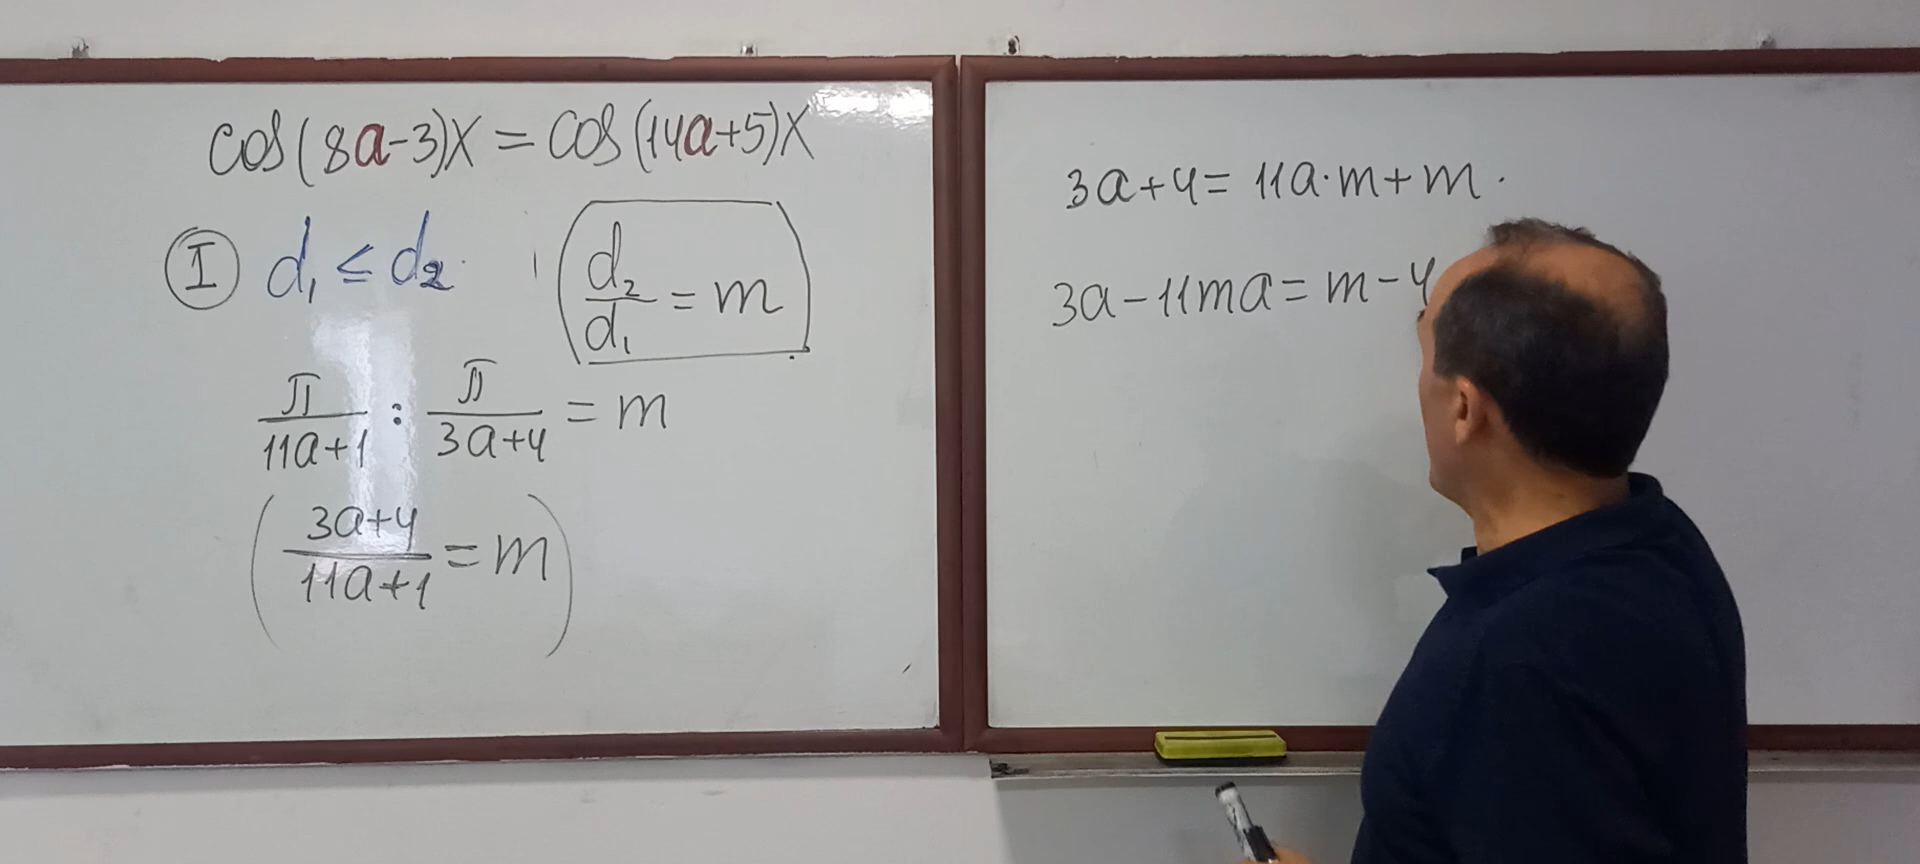 cos(8a-3)x = cos(14a+5)x
I d₁ ≤ d₂
d₂/d₁ = m
π/(11a+1) : π/(3a+4) = m
((3a+4)/(11a+1) = m)
3a+4 = 11a·m+m.
3a-11ma = m-4